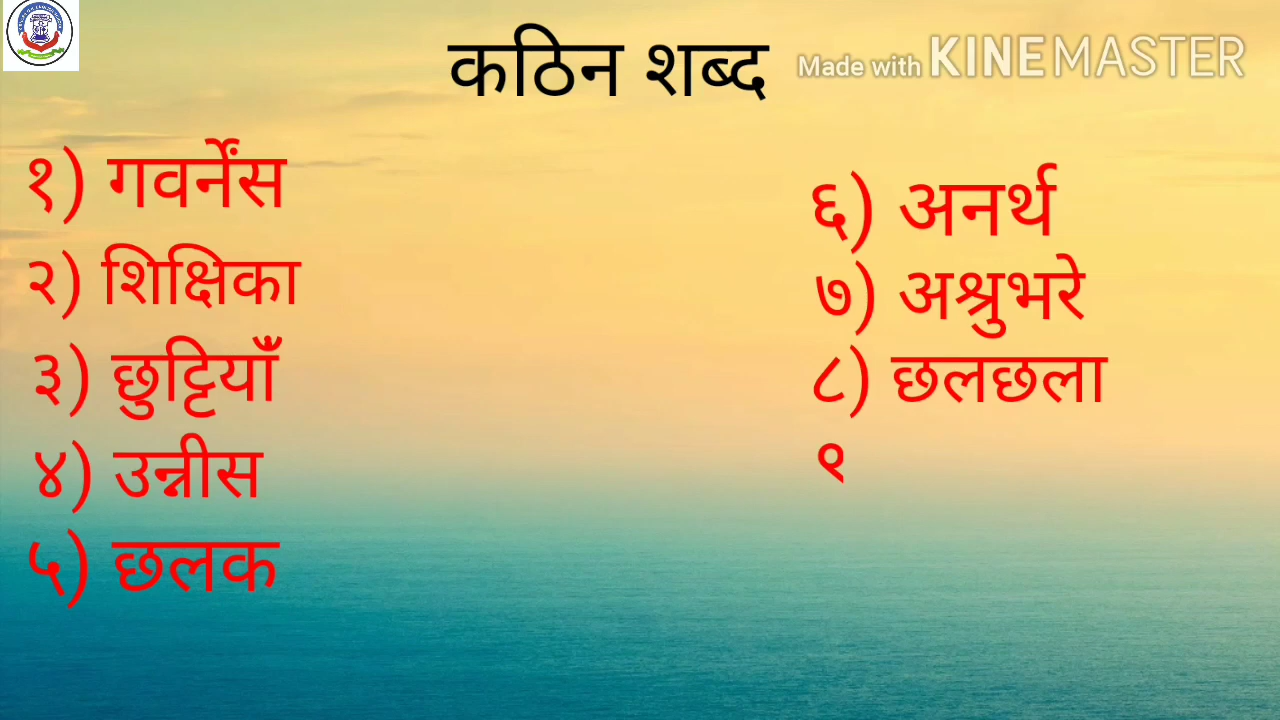 कठिन शब्द
Made with KINEMASTER
१) गवर्नेंस
२) शिक्षिका
३) छुट्टियाँ
४) उन्नीस
५) छलक
६) अनर्थ
७) अश्रुभरे
८) छलछला
९